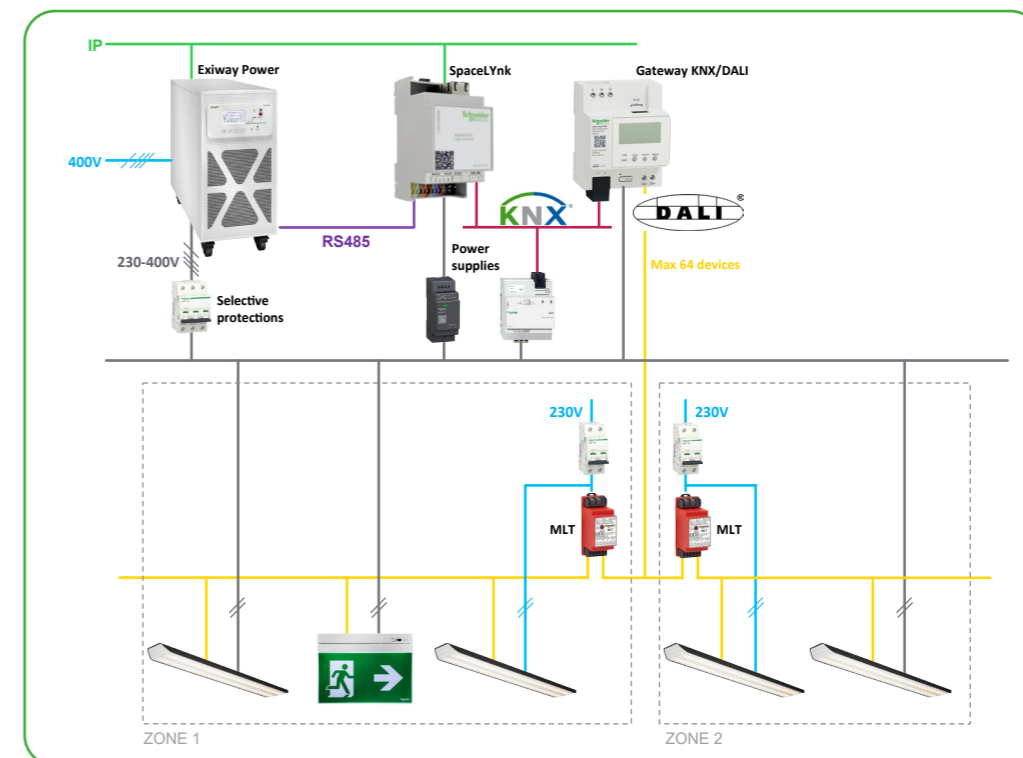 IP
Exiway Power
SpaceLYnk
Gateway KNX/DALI
Schneider
400V
KNX
DALI
®
RS485
230-400V
Power
supplies
Max 64 devices
Selective
protections
230V
230V
MLT
MLT
ZONE 1
ZONE 2